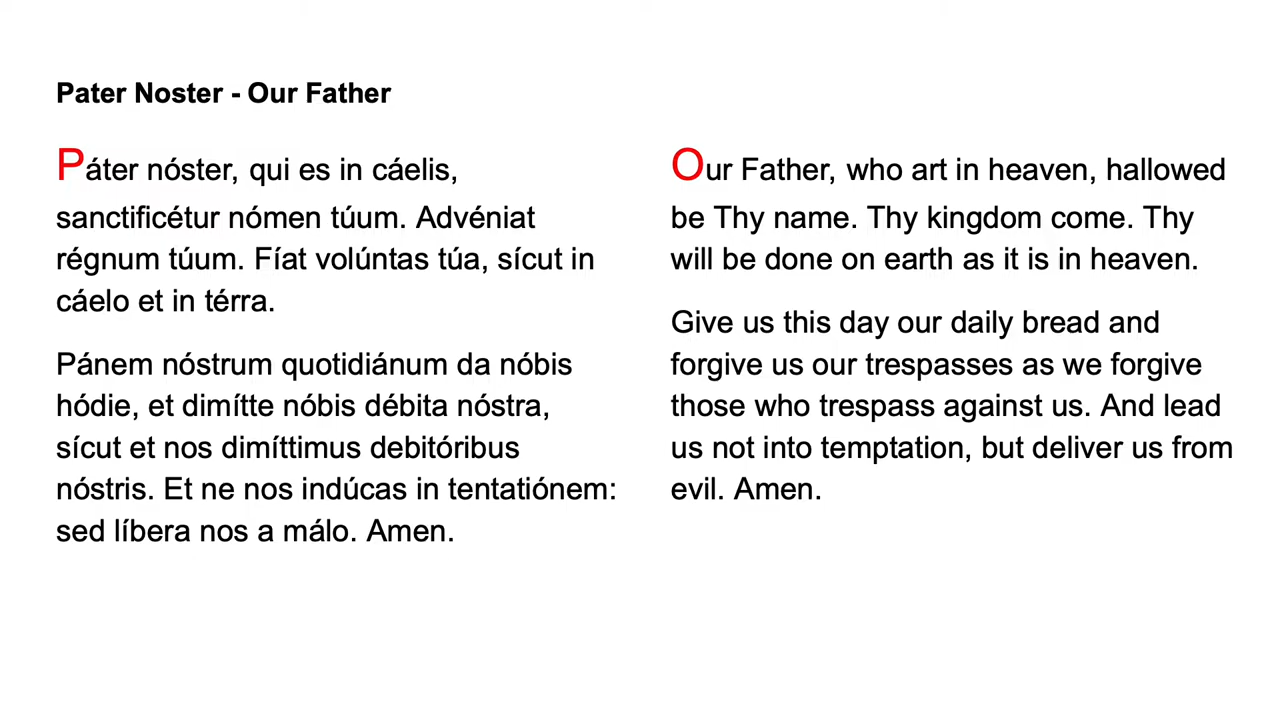 Pater Noster - Our Father
Páter nóster, qui es in cáelis,
sanctificétur nómen túum. Advéniat
régnum túum. Fíat volúntas túa, sícut in
cáelo et in térra.
Pánem nóstrum quotidiánum da nóbis
hódie, et dimítte nóbis débita nóstra,
sícut et nos dimíttimus debitóribus
nóstris. Et ne nos indúcas in tentatiónem:
sed líbera nos a málo. Amen.
Our Father, who art in heaven, hallowed
be Thy name. Thy kingdom come. Thy
will be done on earth as it is in heaven.
Give us this day our daily bread and
forgive us our trespasses as we forgive
those who trespass against us. And lead
us not into temptation, but deliver us from
evil. Amen.